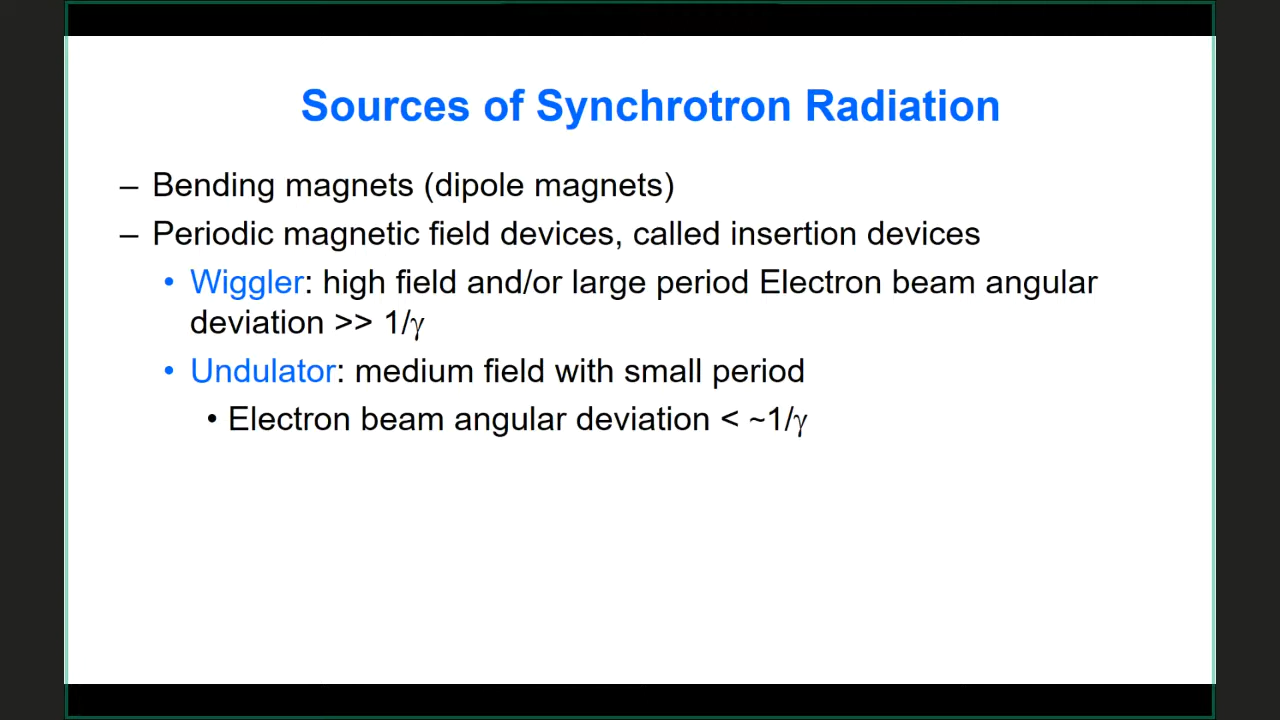 Sources of Synchrotron Radiation
– Bending magnets (dipole magnets)
– Periodic magnetic field devices, called insertion devices
• Wiggler: high field and/or large period Electron beam angular
deviation >> 1/γ
• Undulator: medium field with small period
• Electron beam angular deviation < ~1/γ